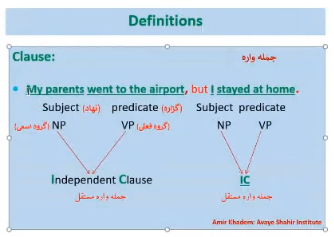 Definitions
Clause: جمله واره
My parents went to the airport, but I stayed at home.
Subject (نهاد) predicate (گزاره) Subject predicate
(گروه اسمی) NP VP (گروه فعلی) NP VP
Independent Clause IC
جمله واره مستقل جمله واره مستقل
Amir Khadem: Avaye Shahir Institute